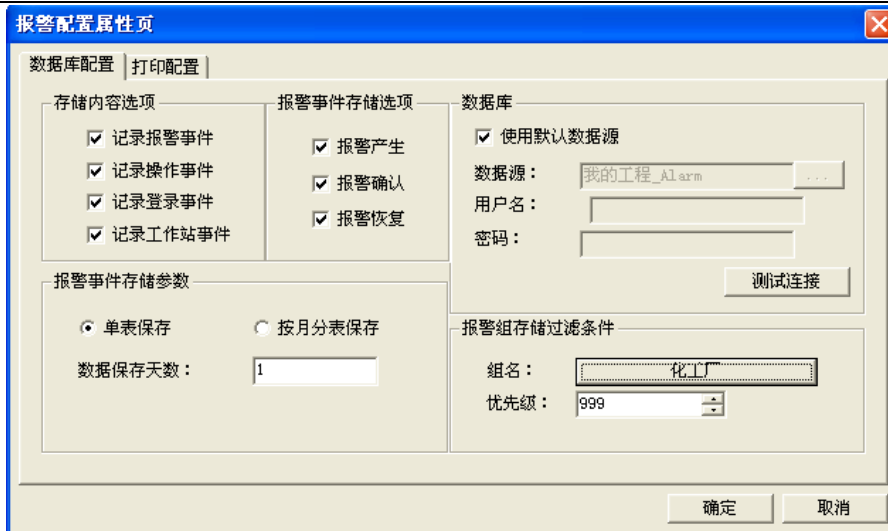 报警配置属性页
数据库配置 打印配置
存储内容选项
记录报警事件
记录操作事件
记录登录事件
记录工作站事件
报警事件存储选项
报警产生
报警确认
报警恢复
数据库
使用默认数据源
数据源： 我的工程_Alarm ...
用户名：
密码：
测试连接
报警事件存储参数
单表保存 按月分表保存
数据保存天数： 1
报警组存储过滤条件
组名： 化工厂
优先级： 999
确定 取消